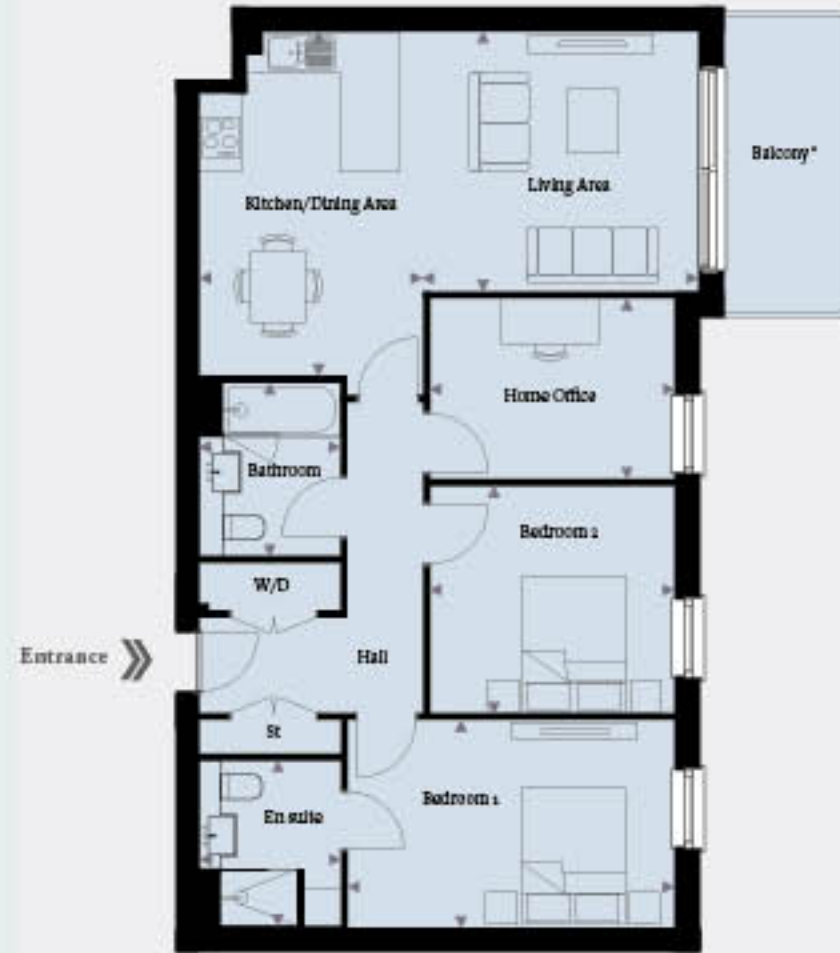 Balcony*
Living Area
Kitchen/Dining Area
Home Office
Bathroom
Bedroom 2
W/D
Entrance
Hall
St
Bedroom 1
En suite